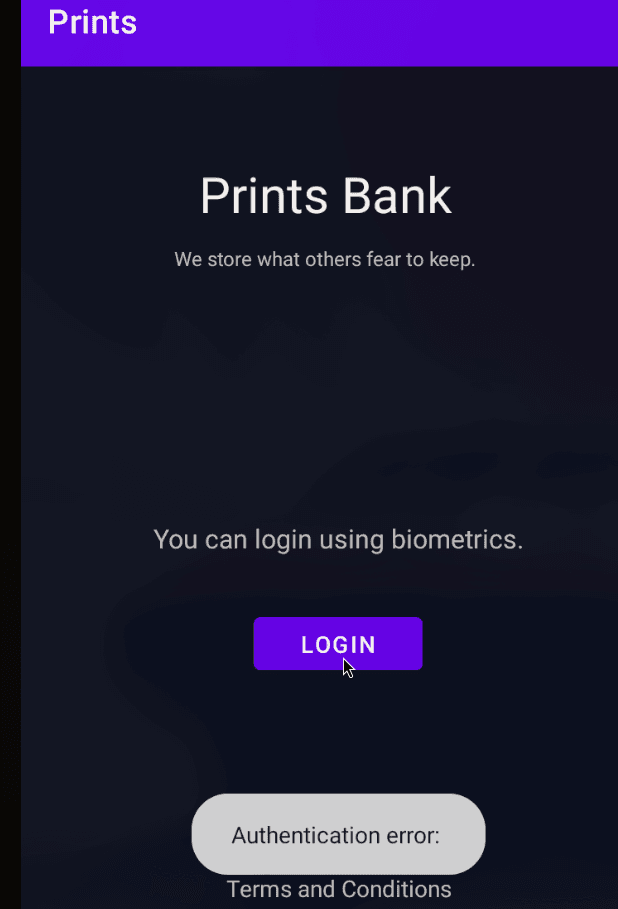 Prints
Prints Bank
We store what others fear to keep.
You can login using biometrics.
LOGIN
Authentication error:
Terms and Conditions